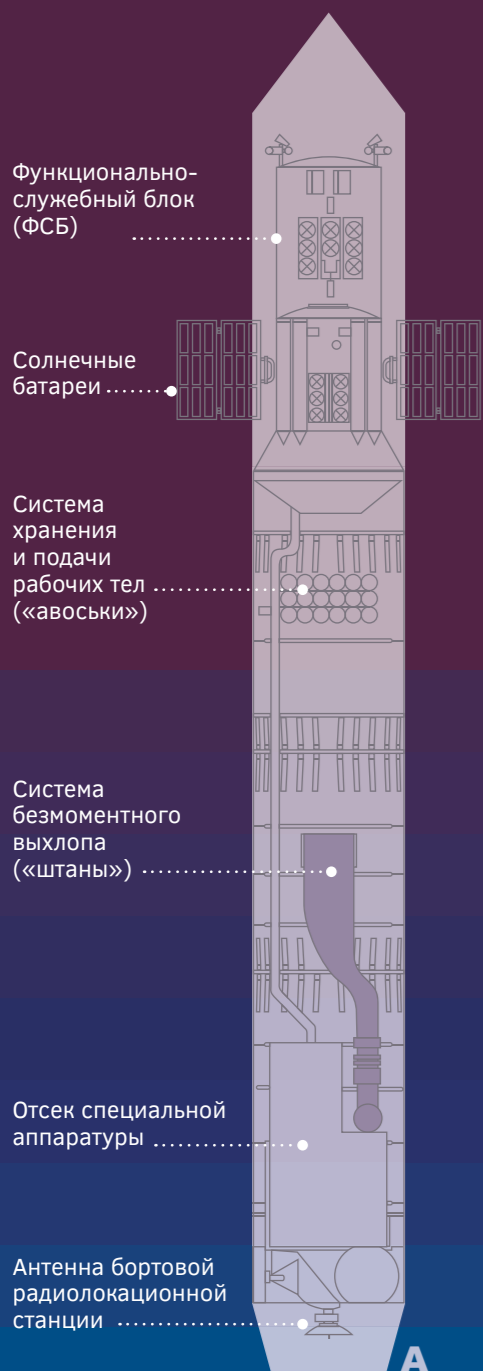 Функционально-
служебный блок
(ФСБ)
Солнечные
батареи
Система
хранения
и подачи
рабочих тел
(«авоськи»)
Система
безмоментного
выхлопа
(«штаны»)
Отсек специальной
аппаратуры
Антенна бортовой
радиолокационной
станции
А